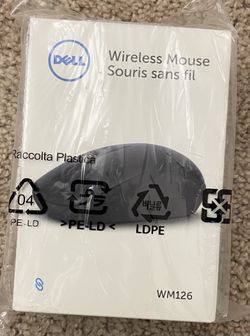 DELL
Wireless Mouse
Souris sans fil
Raccolta Plastica
04
PE-LD
>PE-LD<
LDPE
WM126